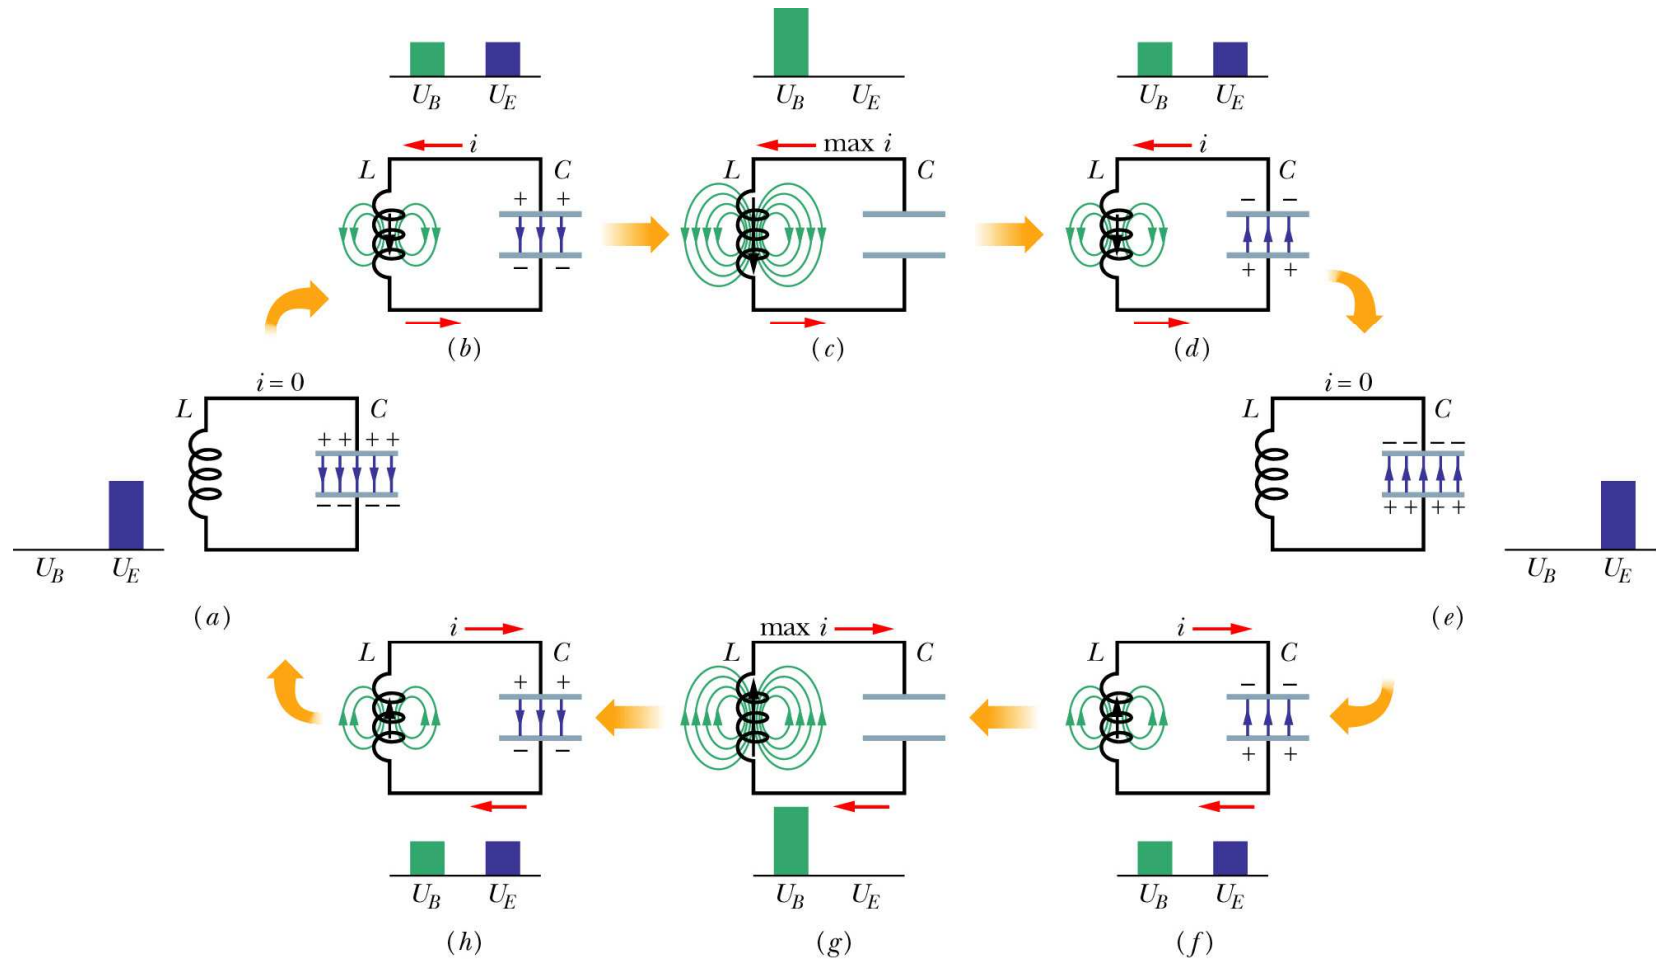 U_B U_E
U_B U_E
U_B U_E
i
max i
i
L C
L C
L C
+ +
− −
− −
+ +
(b)
(c)
(d)
i = 0
L C
+ + + +
− − − −
U_B U_E
(a)
i = 0
L C
− − − −
+ + + +
U_B U_E
(e)
i
max i
i
L C
L C
L C
+ +
− −
− −
+ +
U_B U_E
U_B U_E
U_B U_E
(h)
(g)
(f)